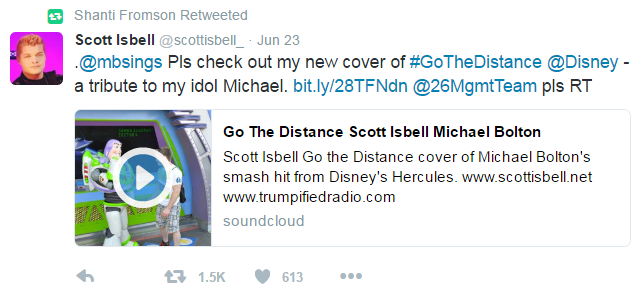 Shanti Fromson Retweeted
Scott Isbell @scottisbell_ · Jun 23
.@mbsings Pls check out my new cover of #GoTheDistance @Disney -
a tribute to my idol Michael. bit.ly/28TFNdn @26MgmtTeam pls RT
Go The Distance Scott Isbell Michael Bolton
Scott Isbell Go the Distance cover of Michael Bolton's
smash hit from Disney's Hercules. www.scottisbell.net
www.trumpifiedradio.com
soundcloud
1.5K 613